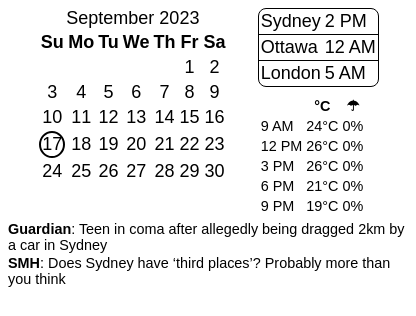 September 2023
Su Mo Tu We Th Fr Sa
1 2
3 4 5 6 7 8 9
10 11 12 13 14 15 16
17 18 19 20 21 22 23
24 25 26 27 28 29 30
Sydney 2 PM
Ottawa 12 AM
London 5 AM
°C ☂
9 AM 24°C 0%
12 PM 26°C 0%
3 PM 26°C 0%
6 PM 21°C 0%
9 PM 19°C 0%
Guardian: Teen in coma after allegedly being dragged 2km by
a car in Sydney
SMH: Does Sydney have ‘third places’? Probably more than
you think